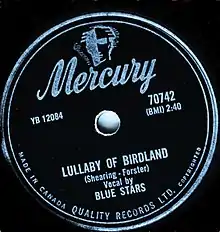 Mercury
70742
YB 12084
(BMI) 2:40
LULLABY OF BIRDLAND
(Shearing - Forster)
Vocal by
BLUE STARS
MADE IN CANADA QUALITY RECORDS LTD. COPYRIGHTED